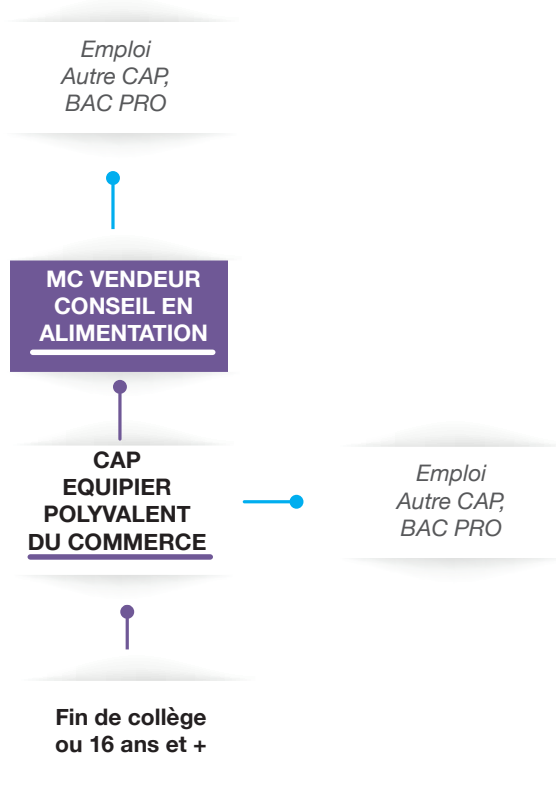 Emploi
Autre CAP,
BAC PRO
MC VENDEUR
CONSEIL EN
ALIMENTATION
CAP
EQUIPIER
POLYVALENT
DU COMMERCE
Emploi
Autre CAP,
BAC PRO
Fin de collège
ou 16 ans et +